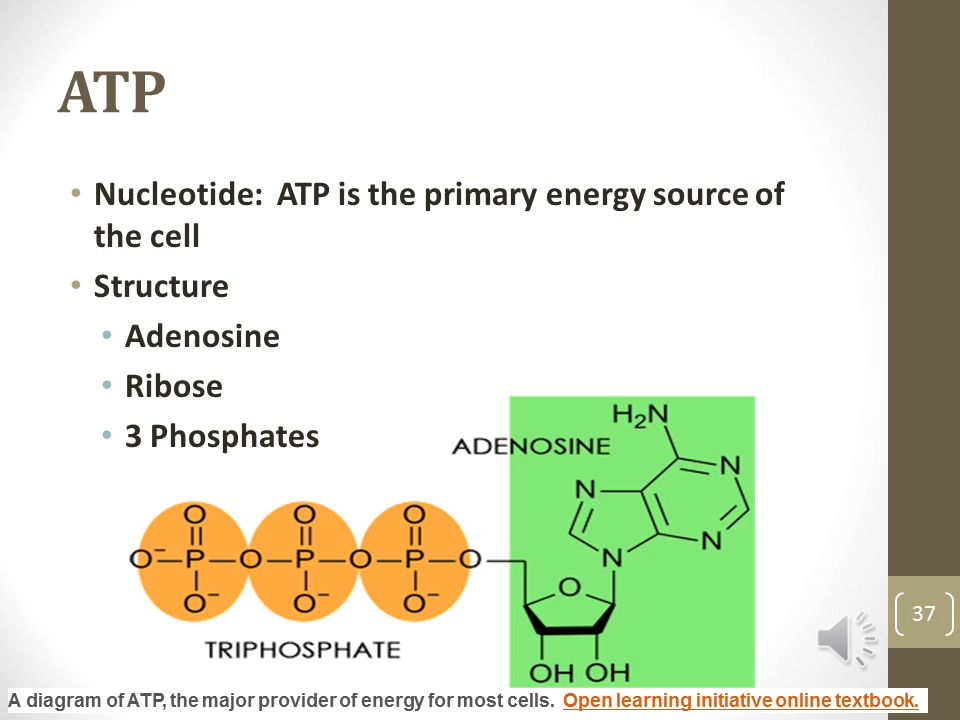 ATP
• Nucleotide: ATP is the primary energy source of
the cell
• Structure
• Adenosine
• Ribose
• 3 Phosphates
ADENOSINE
H₂N
N
N
N
N
O O O
O⁻ P O P O P O
O⁻ O⁻ O⁻
O
OH OH
TRIPHOSPHATE
37
A diagram of ATP, the major provider of energy for most cells. Open learning initiative online textbook.